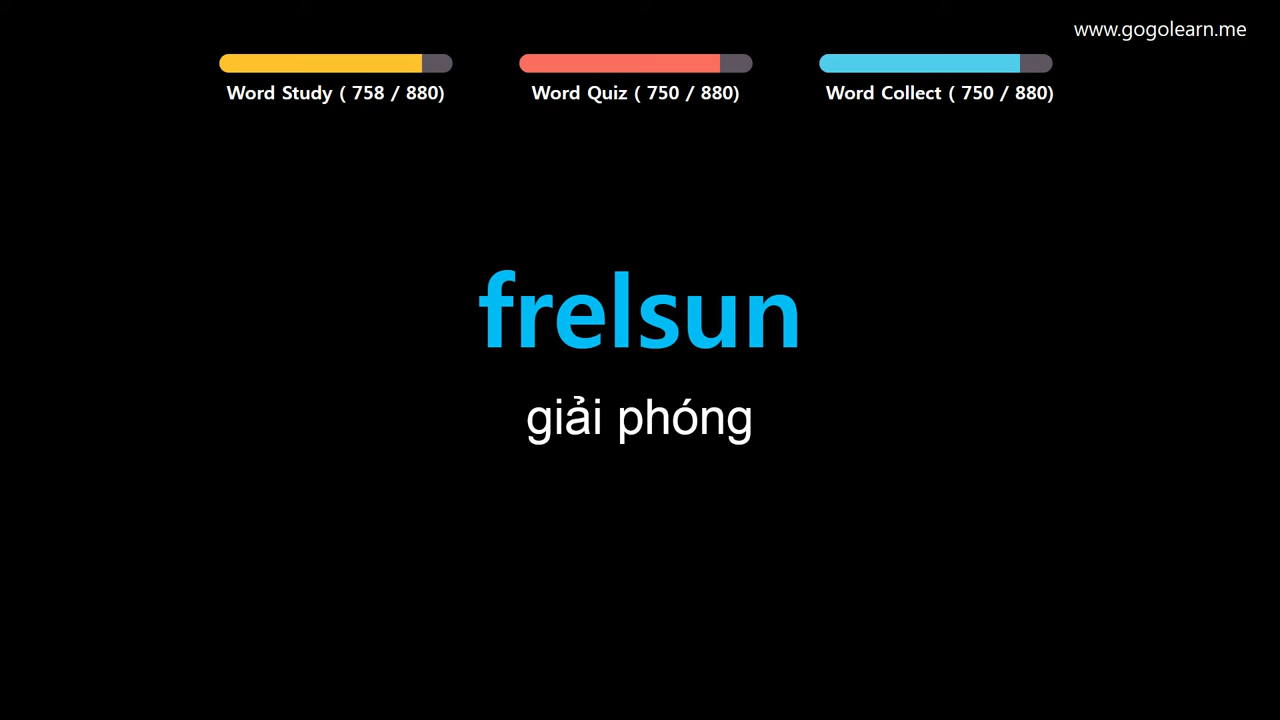 www.gogolearn.me
Word Study ( 758 / 880)
Word Quiz ( 750 / 880)
Word Collect ( 750 / 880)
frelsun
giải phóng